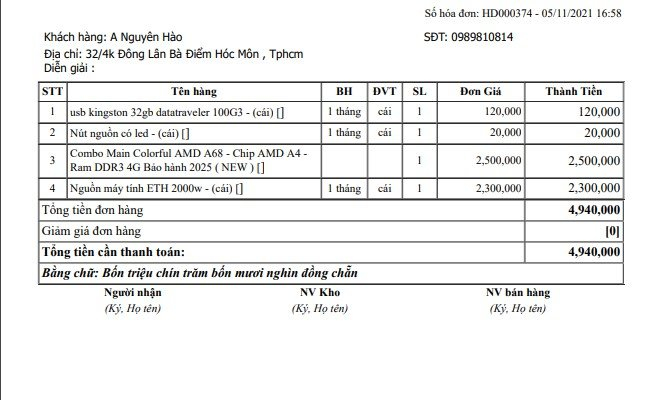 Số hóa đơn: HD000374 - 05/11/2021 16:58
Khách hàng: A Nguyên Hào SĐT: 0989810814
Địa chỉ: 32/4k Đông Lân Bà Điểm Hóc Môn , Tphcm
Diễn giải :
STT Tên hàng BH ĐVT SL Đơn Giá Thành Tiền
1 usb kingston 32gb datatraveler 100G3 - (cái) [] 1 tháng cái 1 120,000 120,000
2 Nút nguồn có led - (cái) [] 1 tháng cái 1 20,000 20,000
3 Combo Main Colorful AMD A68 - Chip AMD A4 - 1 2,500,000 2,500,000
Ram DDR3 4G Bảo hành 2025 ( NEW ) []
4 Nguồn máy tính ETH 2000w - (cái) [] 1 tháng cái 1 2,300,000 2,300,000
Tổng tiền đơn hàng 4,940,000
Giảm giá đơn hàng [0]
Tổng tiền cần thanh toán: 4,940,000
Bằng chữ: Bốn triệu chín trăm bốn mươi nghìn đồng chẵn
Người nhận NV Kho NV bán hàng
(Ký, Họ tên) (Ký, Họ tên) (Ký, Họ tên)